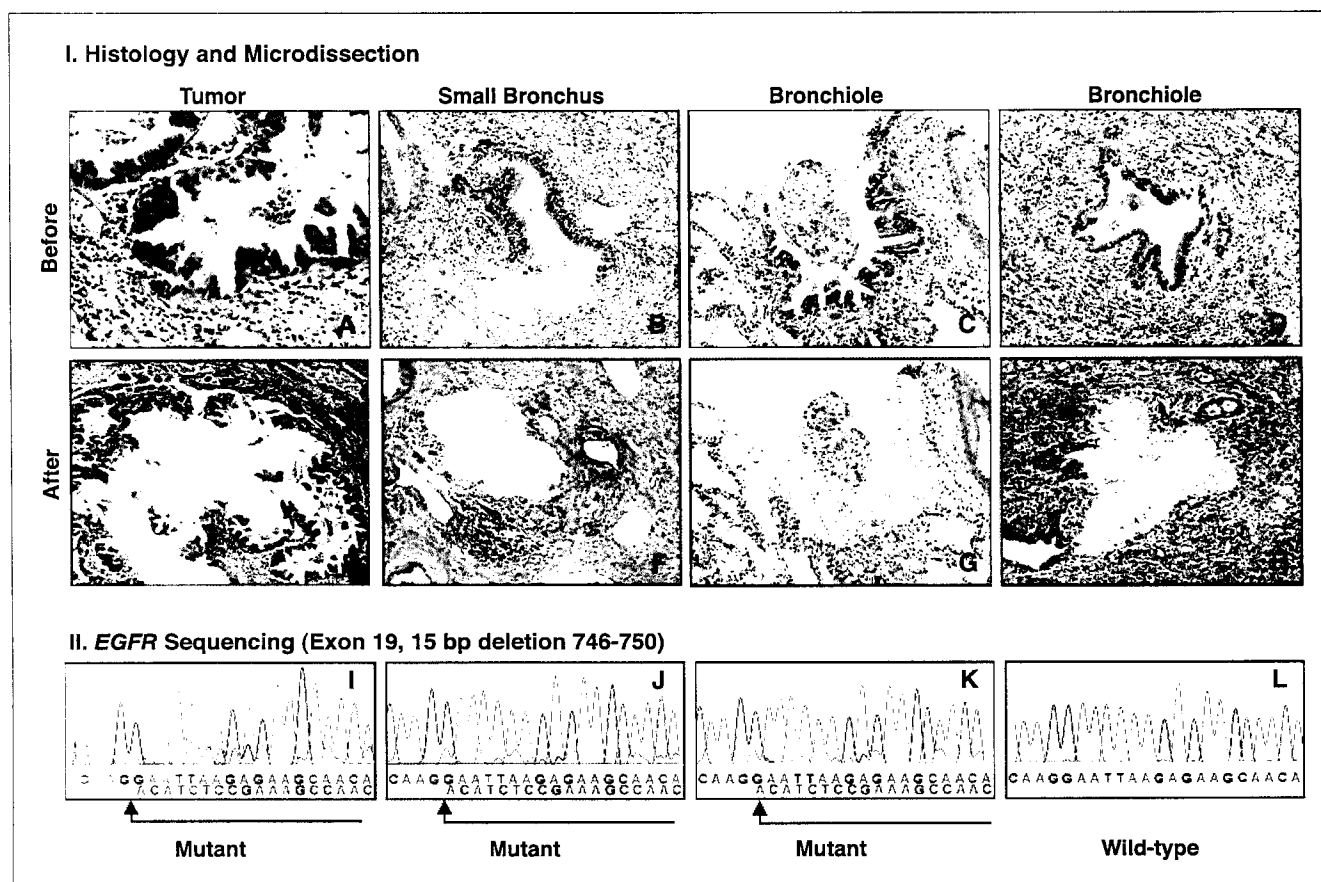 I. Histology and Microdissection
Tumor
Small Bronchus
Bronchiole
Bronchiole
Before
A
B
C
After
F
G
II. EGFR Sequencing (Exon 19, 15 bp deletion 746-750)
I
J
K
L
C AGGAATTAAGAGAAGCAACA
ACATCTCCGAAAGCCAAC
CAAGGAATTAAGAGAAGCAACA
ACATCTCCGAAAGCCAAC
CAAGGAATTAAGAGAAGCAACA
ACATCTCCGAAAGCCAAC
CAAGGAATTAAGAGAAGCAACA
Mutant
Mutant
Mutant
Wild-type